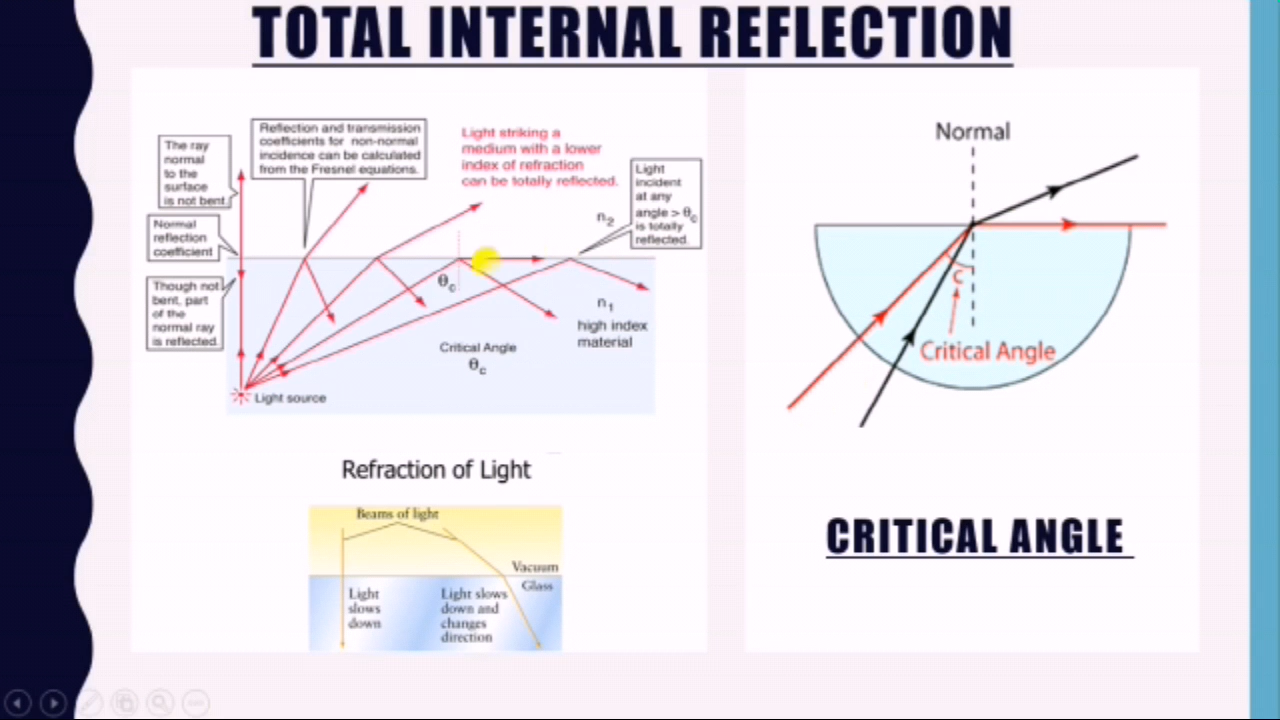 TOTAL INTERNAL REFLECTION
The ray
normal
to the
surface
is not bent.
Reflection and transmission
coefficients for non-normal
incidence can be calculated
from the Fresnel equations.
Light striking a
medium with a lower
index of refraction
can be totally reflected.
Light
incident
at any
angle > θc
is totally
reflected.
Normal
reflection
coefficient
n2
Though not
bent, part
of the
normal ray
is reflected.
θc
n1
high index
material
Critical Angle
θc
Light source
Refraction of Light
Beams of light
Vacuum
Glass
Light
slows
down
Light slows
down and
changes
direction
Normal
c
Critical Angle
CRITICAL ANGLE